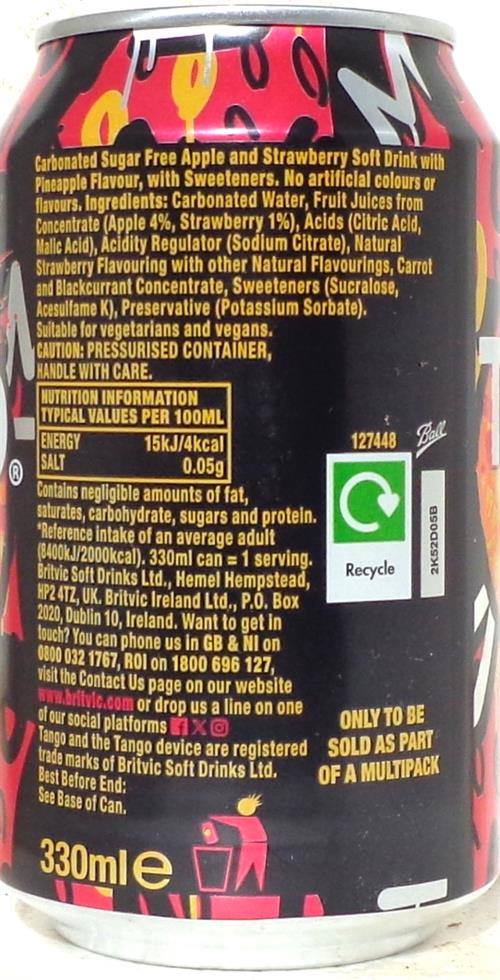 Carbonated Sugar Free Apple and Strawberry Soft Drink with
Pineapple Flavour, with Sweeteners. No artificial colours or
flavours. Ingredients: Carbonated Water, Fruit Juices from
Concentrate (Apple 4%, Strawberry 1%), Acids (Citric Acid,
Malic Acid), Acidity Regulator (Sodium Citrate), Natural
Strawberry Flavouring with other Natural Flavourings, Carrot
and Blackcurrant Concentrate, Sweeteners (Sucralose,
Acesulfame K), Preservative (Potassium Sorbate).
Suitable for vegetarians and vegans.
CAUTION: PRESSURISED CONTAINER,
HANDLE WITH CARE.
NUTRITION INFORMATION
TYPICAL VALUES PER 100ML
ENERGY 15kJ/4kcal
SALT 0.05g
Contains negligible amounts of fat,
saturates, carbohydrate, sugars and protein.
*Reference intake of an average adult
(8400kJ/2000kcal). 330ml can = 1 serving.
Britvic Soft Drinks Ltd., Hemel Hempstead,
HP2 4TZ, UK. Britvic Ireland Ltd., P.O. Box
2020, Dublin 10, Ireland. Want to get in
touch? You can phone us in GB & NI on
0800 032 1767, ROI on 1800 696 127,
visit the Contact Us page on our website
www.britvic.com or drop us a line on one
of our social platforms
Tango and the Tango device are registered
trade marks of Britvic Soft Drinks Ltd.
Best Before End:
See Base of Can.
330ml e
®
127448 Ball
Recycle
2K52D05B
ONLY TO BE
SOLD AS PART
OF A MULTIPACK